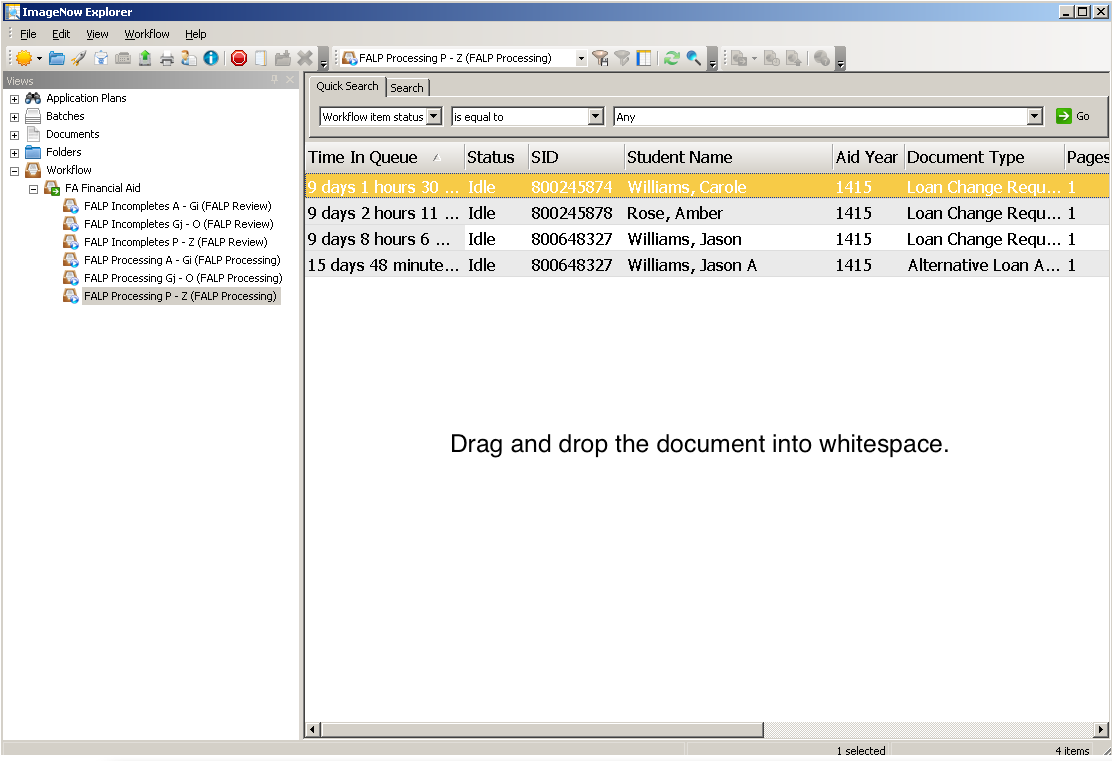 ImageNow Explorer
File Edit View Workflow Help
FALP Processing P - Z (FALP Processing)
Views
Application Plans
Batches
Documents
Folders
Workflow
FA Financial Aid
FALP Incompletes A - Gi (FALP Review)
FALP Incompletes Gj - O (FALP Review)
FALP Incompletes P - Z (FALP Review)
FALP Processing A - Gi (FALP Processing)
FALP Processing Gj - O (FALP Processing)
FALP Processing P - Z (FALP Processing)
Quick Search Search
Workflow item status is equal to Any Go
Time In Queue Status SID Student Name Aid Year Document Type Pages
9 days 1 hours 30 ... Idle 800245874 Williams, Carole 1415 Loan Change Requ... 1
9 days 2 hours 11 ... Idle 800245878 Rose, Amber 1415 Loan Change Requ... 1
9 days 8 hours 6 ... Idle 800648327 Williams, Jason 1415 Loan Change Requ... 1
15 days 48 minute... Idle 800648327 Williams, Jason A 1415 Alternative Loan A... 1
Drag and drop the document into whitespace.
1 selected 4 items